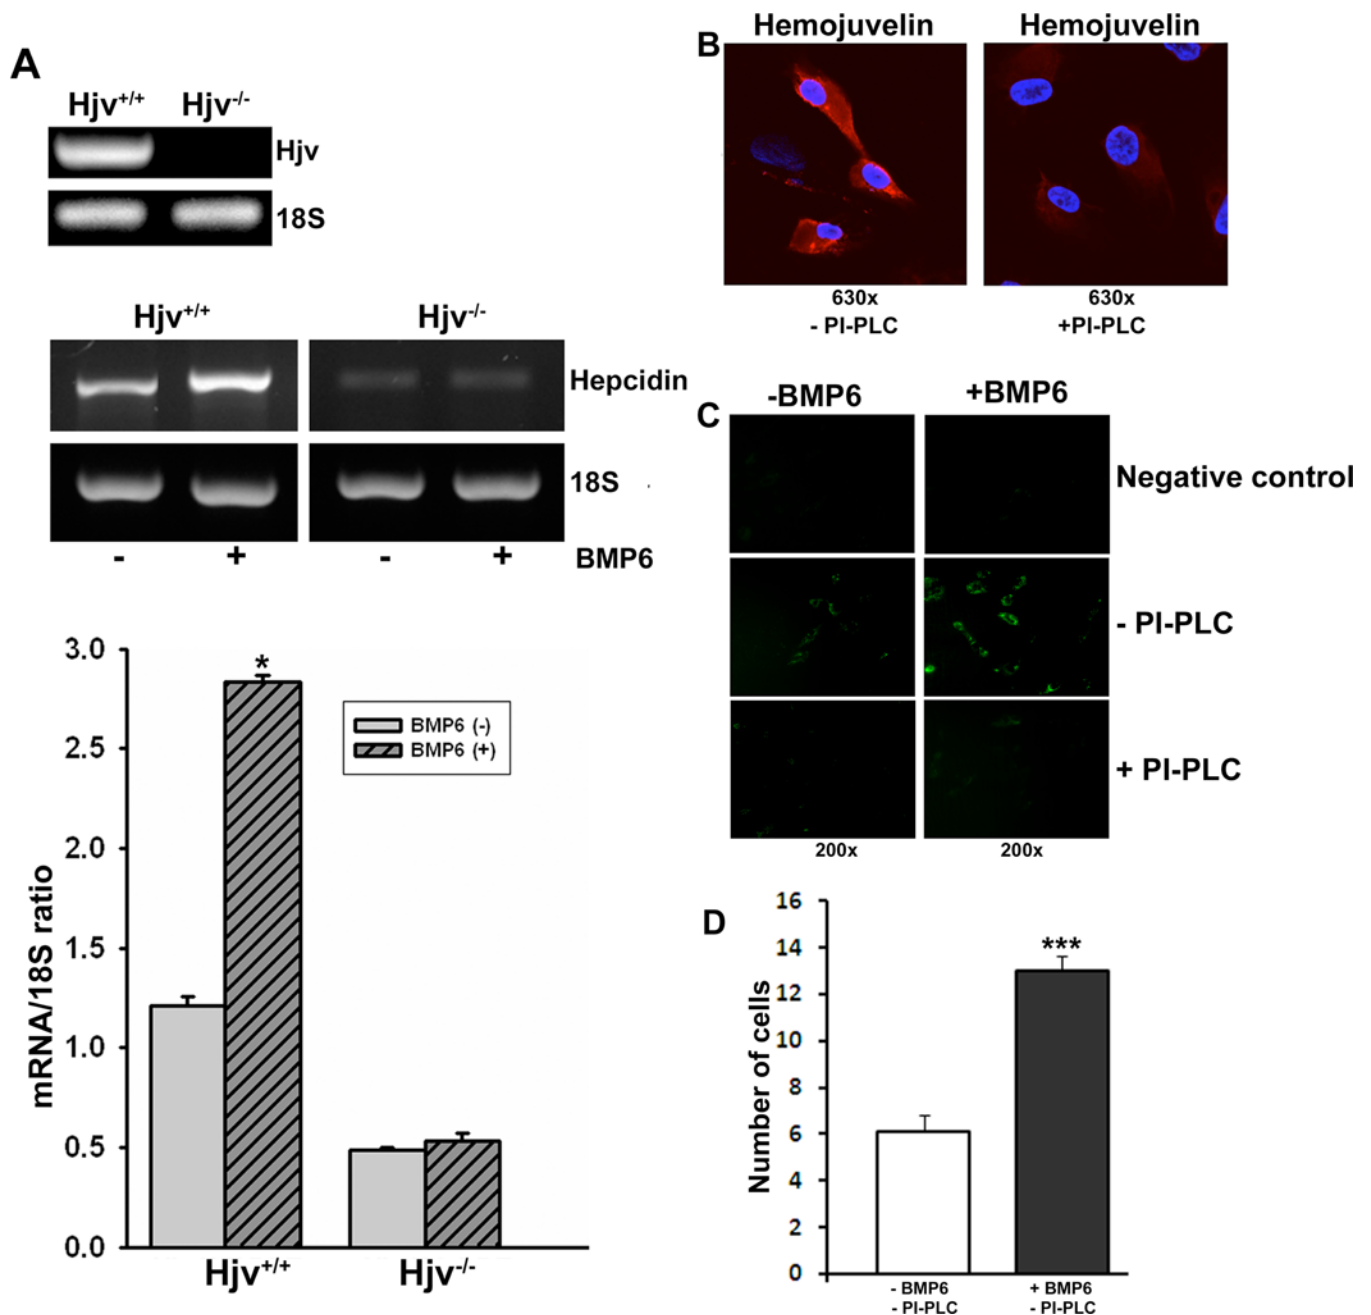 A
Hjv+/+ Hjv-/-
Hjv
18S
Hjv+/+ Hjv-/-
Hepcidin
18S
- + - + BMP6
3.0
2.5
2.0
1.5
1.0
0.5
0.0
mRNA/18S ratio
*
BMP6 (-)
BMP6 (+)
Hjv+/+ Hjv-/-
B
Hemojuvelin Hemojuvelin
630x 630x
- PI-PLC +PI-PLC
C
-BMP6 +BMP6
Negative control
- PI-PLC
+ PI-PLC
200x 200x
D
16
14
12
10
8
6
4
2
0
Number of cells
***
- BMP6 + BMP6
- PI-PLC - PI-PLC